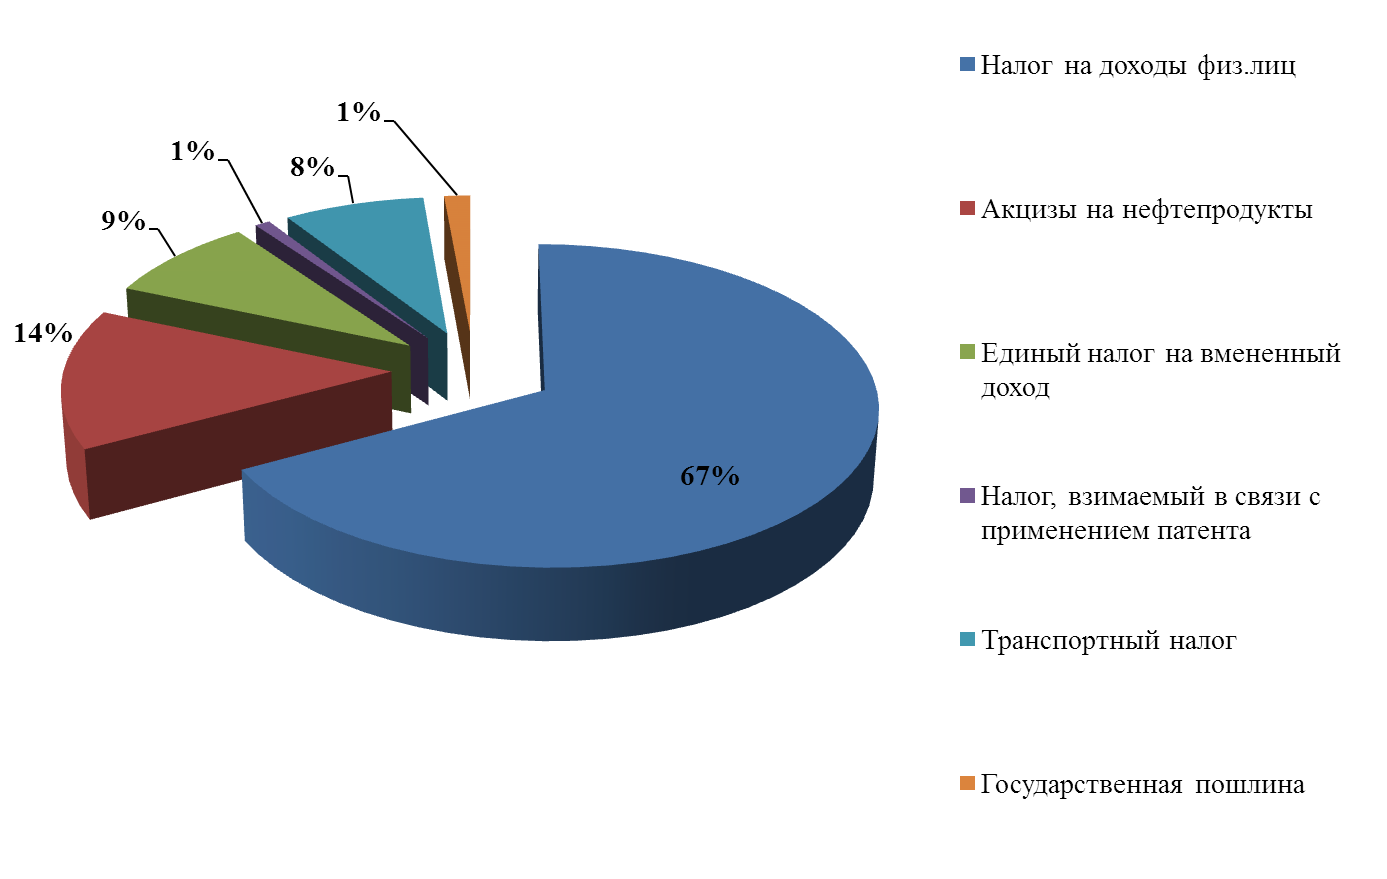 1%
1%
8%
9%
14%
67%
Налог на доходы физ.лиц
Акцизы на нефтепродукты
Единый налог на вмененный
доход
Налог, взимаемый в связи с
применением патента
Транспортный налог
Государственная пошлина